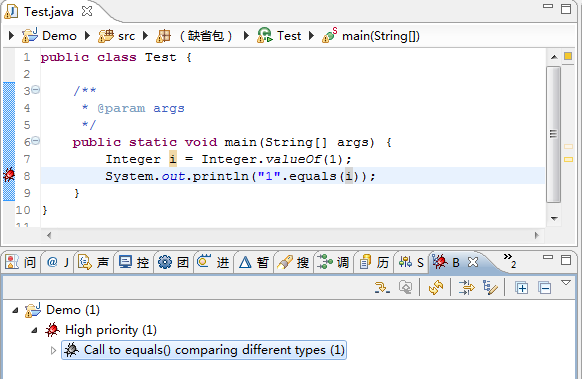 Test.java
Demo src (缺省包) Test main(String[])
1 public class Test {
2
3 /**
4 * @param args
5 */
6 public static void main(String[] args) {
7 Integer i = Integer.valueOf(1);
8 System.out.println("1".equals(i));
9 }
10 }
11
问 @ J 声 控 团 进 暂 搜 调 历 S B »2
Demo (1)
High priority (1)
Call to equals() comparing different types (1)